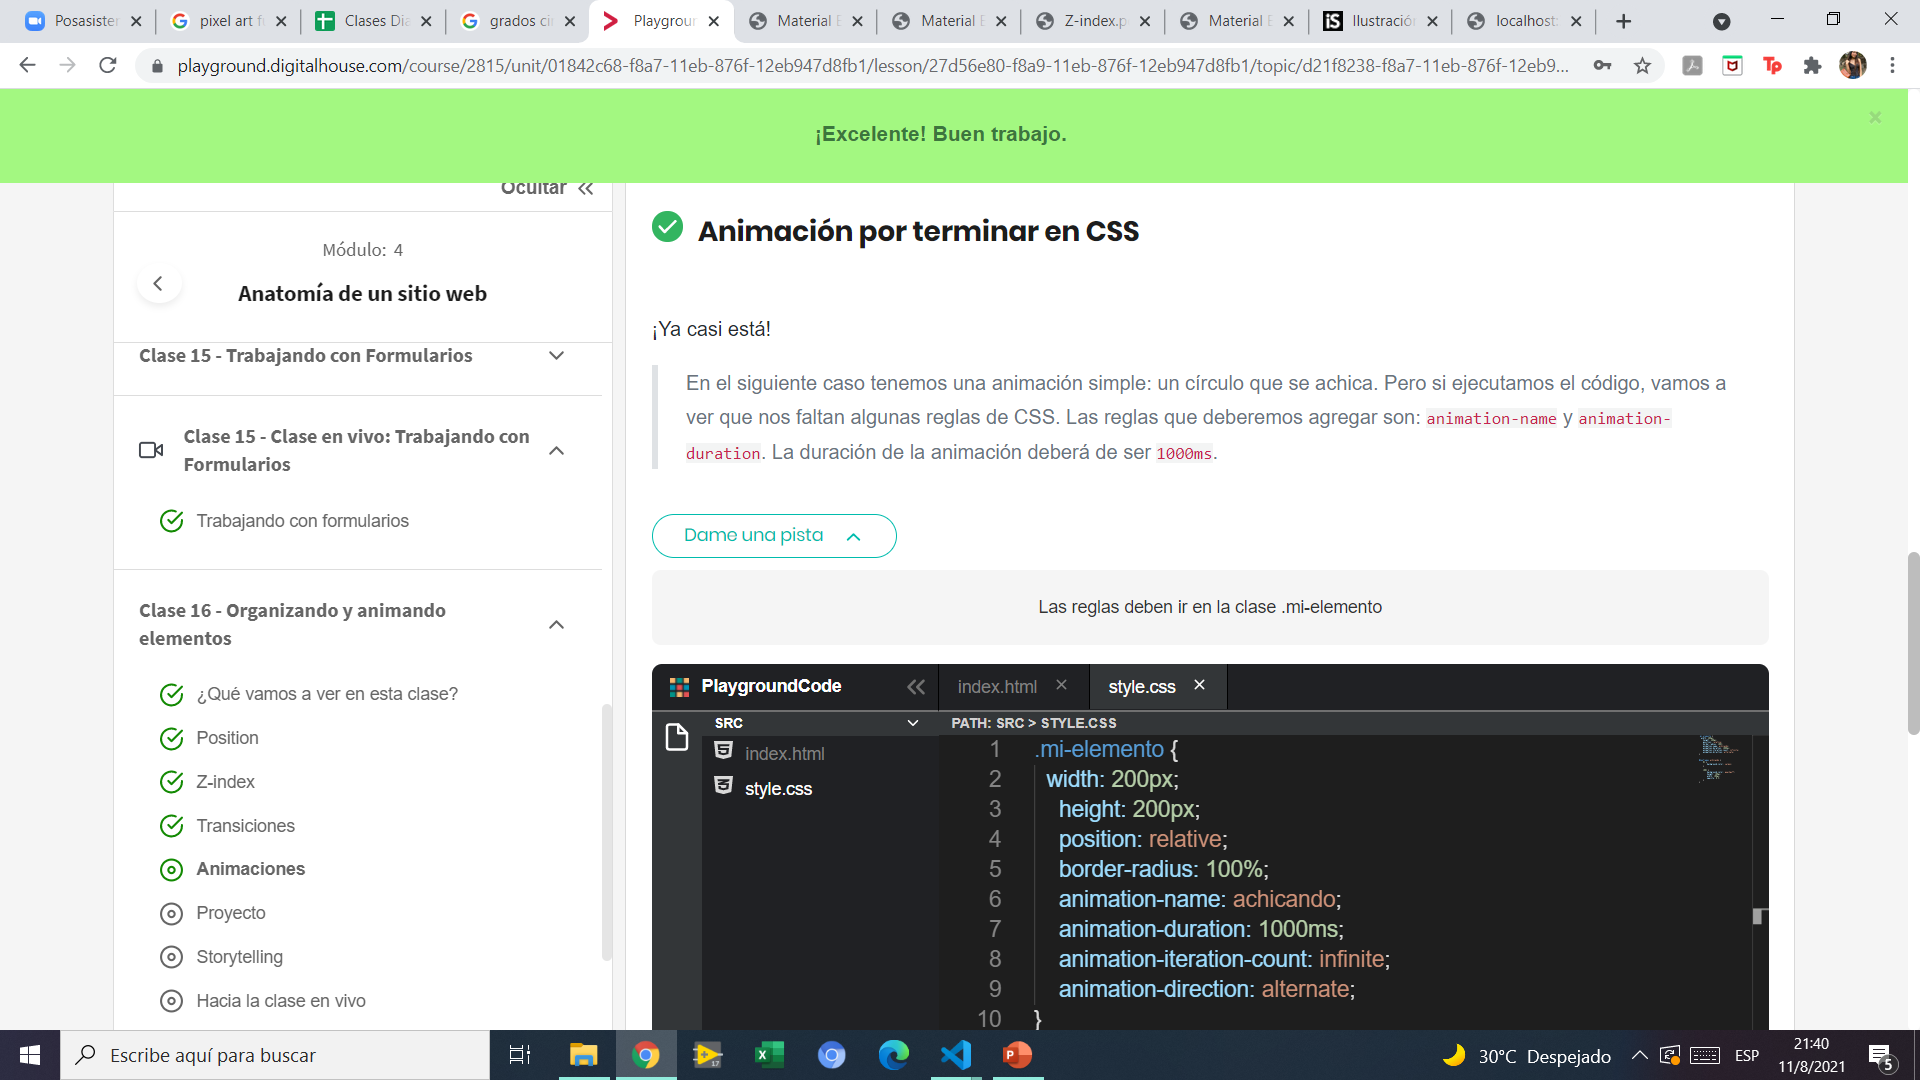 Posasister
pixel art f
Clases Dia
grados ci
Playgroun
Material E
Material E
Z-index.p
Material E
Ilustració
localhost
playground.digitalhouse.com/course/2815/unit/01842c68-f8a7-11eb-876f-12eb947d8fb1/lesson/27d56e80-f8a9-11eb-876f-12eb947d8fb1/topic/d21f8238-f8a7-11eb-876f-12eb9...
¡Excelente! Buen trabajo.
Ocultar
Módulo: 4
Anatomía de un sitio web
Clase 15 - Trabajando con Formularios
Clase 15 - Clase en vivo: Trabajando con
Formularios
Trabajando con formularios
Clase 16 - Organizando y animando
elementos
¿Qué vamos a ver en esta clase?
Position
Z-index
Transiciones
Animaciones
Proyecto
Storytelling
Hacia la clase en vivo
Animación por terminar en CSS
¡Ya casi está!
En el siguiente caso tenemos una animación simple: un círculo que se achica. Pero si ejecutamos el código, vamos a
ver que nos faltan algunas reglas de CSS. Las reglas que deberemos agregar son: animation-name y animation-
duration. La duración de la animación deberá de ser 1000ms.
Dame una pista
Las reglas deben ir en la clase .mi-elemento
PlaygroundCode
index.html
style.css
SRC
PATH: SRC > STYLE.CSS
index.html
style.css
1 .mi-elemento {
2 width: 200px;
3 height: 200px;
4 position: relative;
5 border-radius: 100%;
6 animation-name: achicando;
7 animation-duration: 1000ms;
8 animation-iteration-count: infinite;
9 animation-direction: alternate;
10 }
Escribe aquí para buscar
30°C Despejado
ESP
21:40
11/8/2021
5